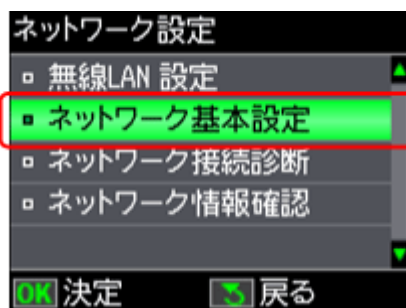 ネットワーク設定
無線LAN 設定
ネットワーク基本設定
ネットワーク接続診断
ネットワーク情報確認
OK 決定 戻る